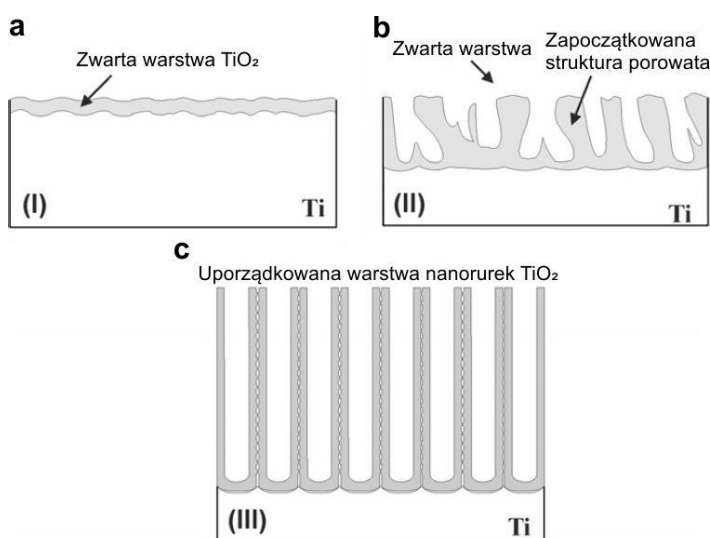 a
Zwarta warstwa TiO₂
(I)
Ti
b
Zwarta warstwa
Zapoczątkowana
struktura porowata
(II)
Ti
c
Uporządkowana warstwa nanorurek TiO₂
(III)
Ti